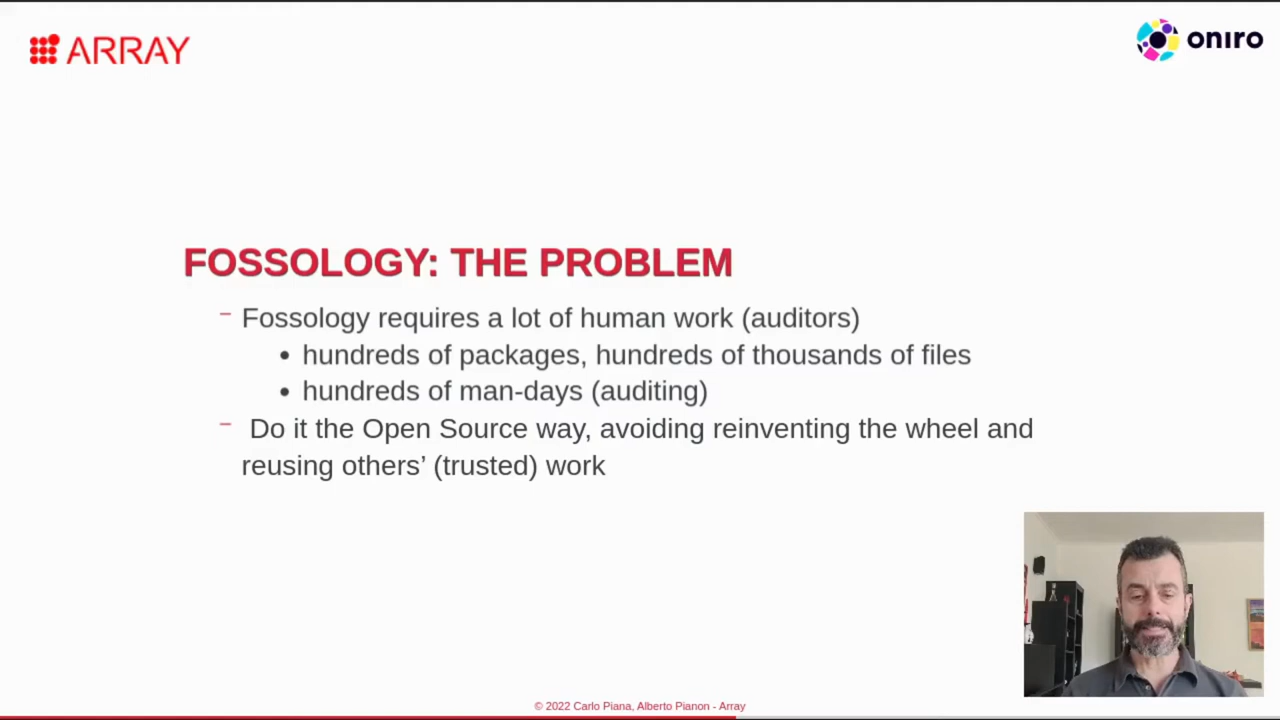 ARRAY
oniro
FOSSOLOGY: THE PROBLEM
– Fossology requires a lot of human work (auditors)
• hundreds of packages, hundreds of thousands of files
• hundreds of man-days (auditing)
– Do it the Open Source way, avoiding reinventing the wheel and
reusing others’ (trusted) work
© 2022 Carlo Piana, Alberto Pianon - Array